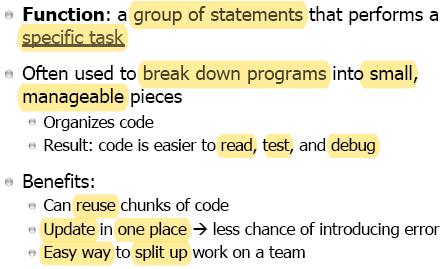 Function: a group of statements that performs a
specific task
Often used to break down programs into small,
manageable pieces
Organizes code
Result: code is easier to read, test, and debug
Benefits:
Can reuse chunks of code
Update in one place → less chance of introducing error
Easy way to split up work on a team